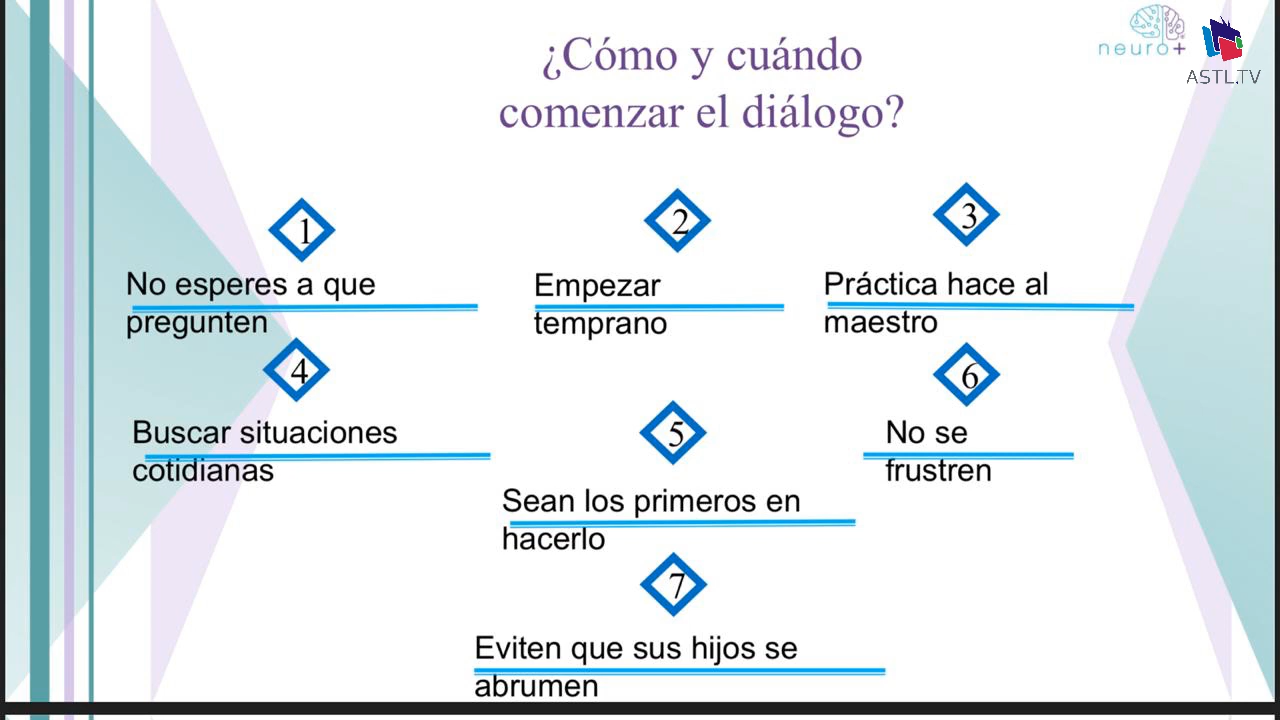 ¿Cómo y cuándo
comenzar el diálogo?
neuro+
ASTL.TV
1
No esperes a que
pregunten
2
Empezar
temprano
3
Práctica hace al
maestro
4
Buscar situaciones
cotidianas
5
Sean los primeros en
hacerlo
6
No se
frustren
7
Eviten que sus hijos se
abrumen